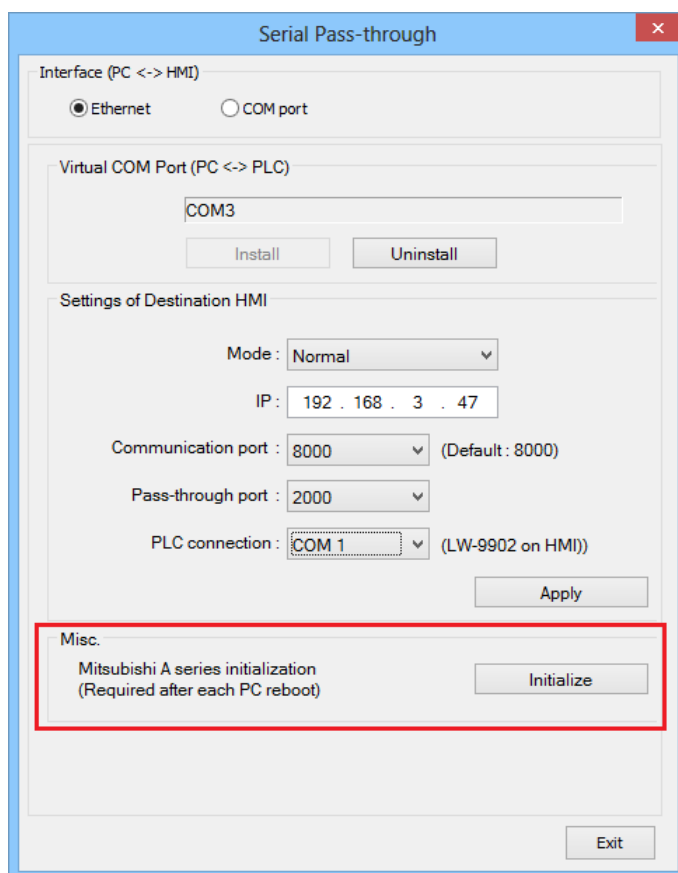 Serial Pass-through
Interface (PC <-> HMI)
Ethernet COM port
Virtual COM Port (PC <-> PLC)
COM3
Install Uninstall
Settings of Destination HMI
Mode : Normal
IP : 192 . 168 . 3 . 47
Communication port : 8000 (Default : 8000)
Pass-through port : 2000
PLC connection : COM 1 (LW-9902 on HMI))
Apply
Misc.
Mitsubishi A series initialization
(Required after each PC reboot) Initialize
Exit